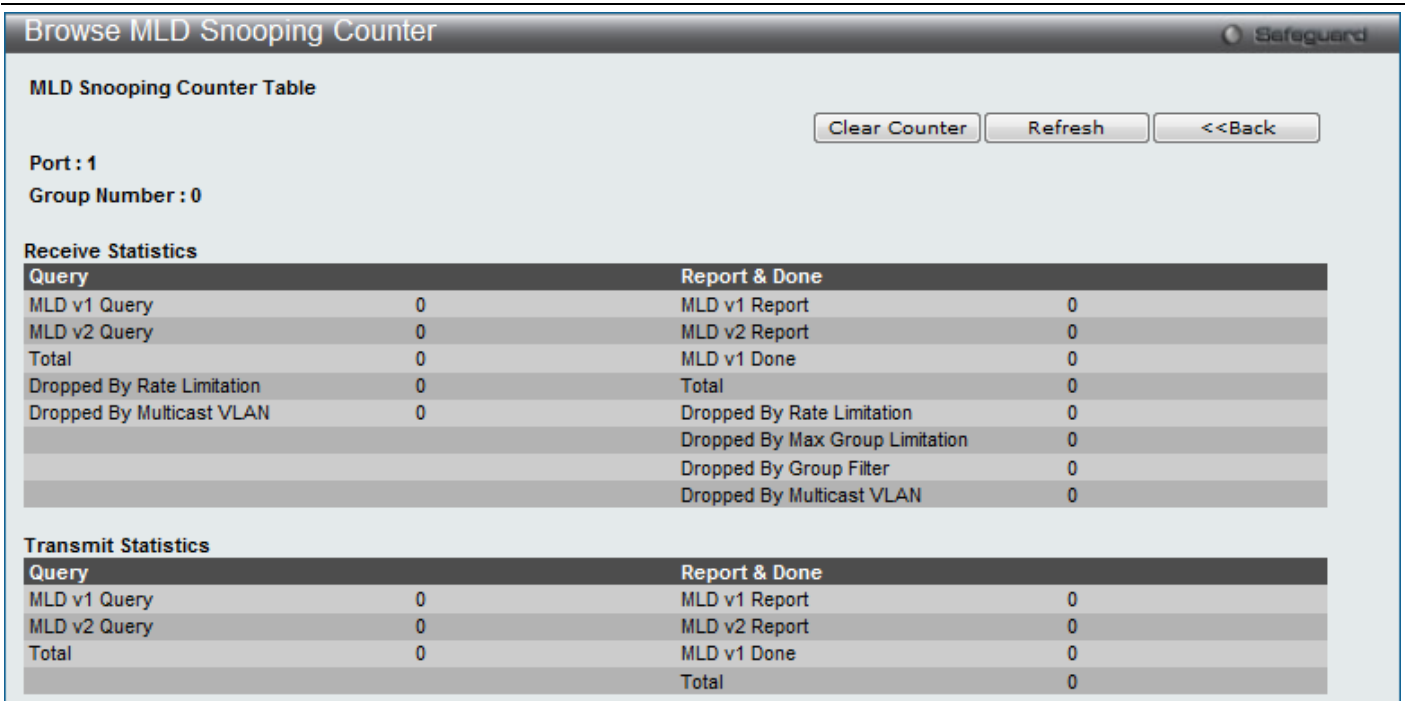 Browse MLD Snooping Counter
Safeguard
MLD Snooping Counter Table
Clear Counter Refresh <<Back
Port : 1
Group Number : 0
Receive Statistics
Query Report & Done
MLD v1 Query 0 MLD v1 Report 0
MLD v2 Query 0 MLD v2 Report 0
Total 0 MLD v1 Done 0
Dropped By Rate Limitation 0 Total 0
Dropped By Multicast VLAN 0 Dropped By Rate Limitation 0
Dropped By Max Group Limitation 0
Dropped By Group Filter 0
Dropped By Multicast VLAN 0
Transmit Statistics
Query Report & Done
MLD v1 Query 0 MLD v1 Report 0
MLD v2 Query 0 MLD v2 Report 0
Total 0 MLD v1 Done 0
Total 0